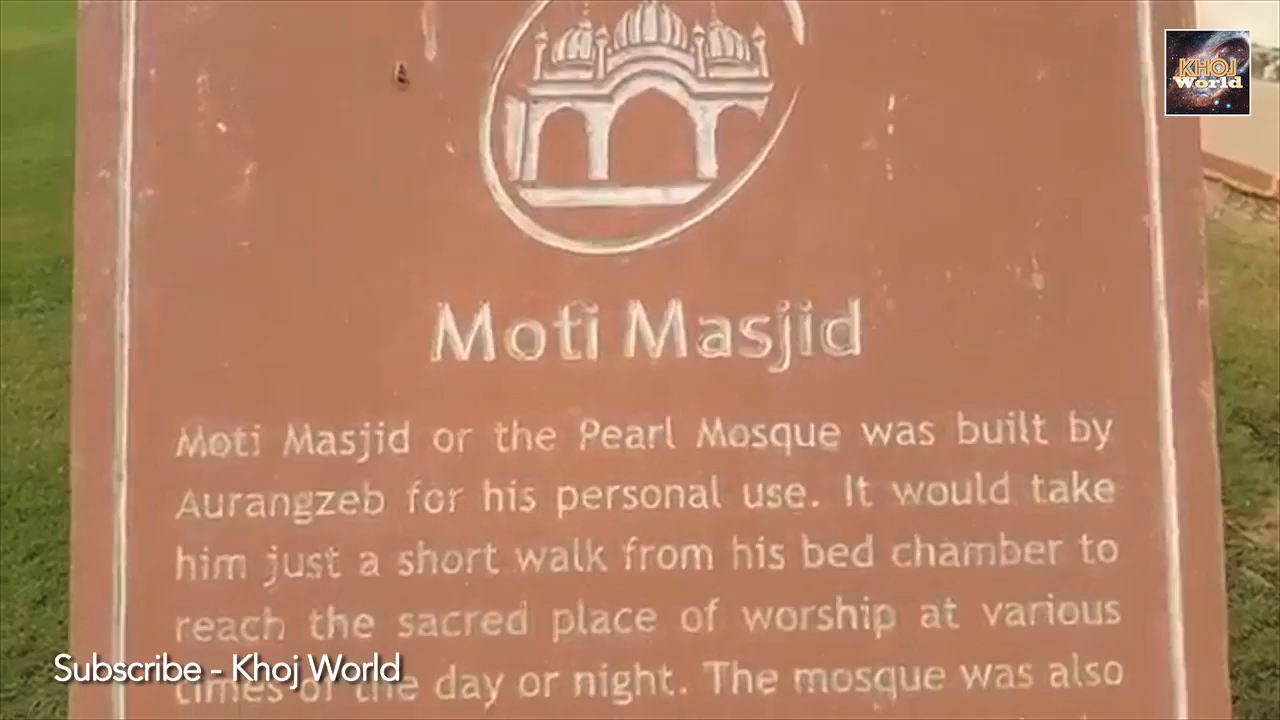 KHOJ
World
Moti Masjid
Moti Masjid or the Pearl Mosque was built by
Aurangzeb for his personal use. It would take
him just a short walk from his bed chamber to
reach the sacred place of worship at various
times of the day or night. The mosque was also
Subscribe - Khoj World